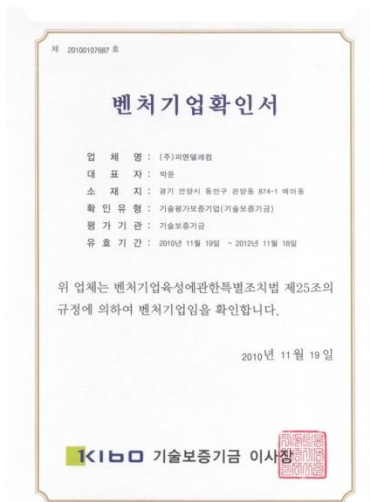 제 20100107687 호
벤처기업확인서
업 체 명 : (주)피엔텔레컴
대 표 자 : 박윤
소 재 지 : 경기 안양시 동안구 관양동 874-1 에이동
확 인 유 형 : 기술평가보증기업(기술보증기금)
평 가 기 관 : 기술보증기금
유 효 기 간 : 2010년 11월 19일 ~ 2012년 11월 18일
위 업체는 벤처기업육성에관한특별조치법 제25조의
규정에 의하여 벤처기업임을 확인합니다.
2010년 11월 19일
KIBO 기술보증기금 이사장